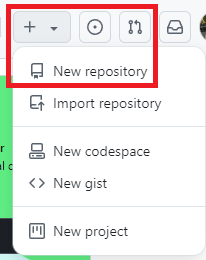 New repository
Import repository
New codespace
New gist
New project